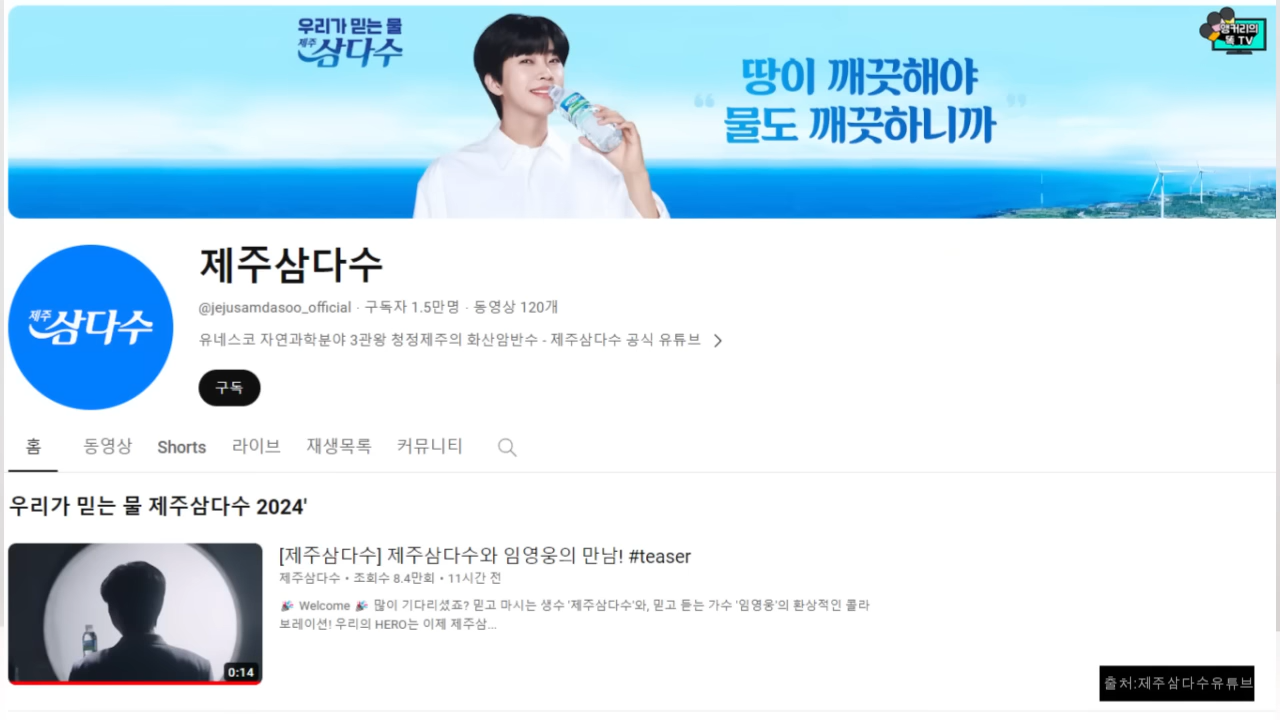 우리가 믿는 물
제주 삼다수
앵커리의
똑 TV
“ 땅이 깨끗해야
물도 깨끗하니까 ”
제주 삼다수
제주삼다수
@jejusamdasoo_official · 구독자 1.5만명 · 동영상 120개
유네스코 자연과학분야 3관왕 청정제주의 화산암반수 - 제주삼다수 공식 유튜브
구독
홈 동영상 Shorts 라이브 재생목록 커뮤니티
우리가 믿는 물 제주삼다수 2024'
[제주삼다수] 제주삼다수와 임영웅의 만남! #teaser
제주삼다수 • 조회수 8.4만회 • 11시간 전
🎉 Welcome 🎉 많이 기다리셨죠? 믿고 마시는 생수 '제주삼다수'와, 믿고 듣는 가수 '임영웅'의 환상적인 콜라
보레이션! 우리의 HERO는 이제 제주삼...
0:14
출처:제주삼다수유튜브